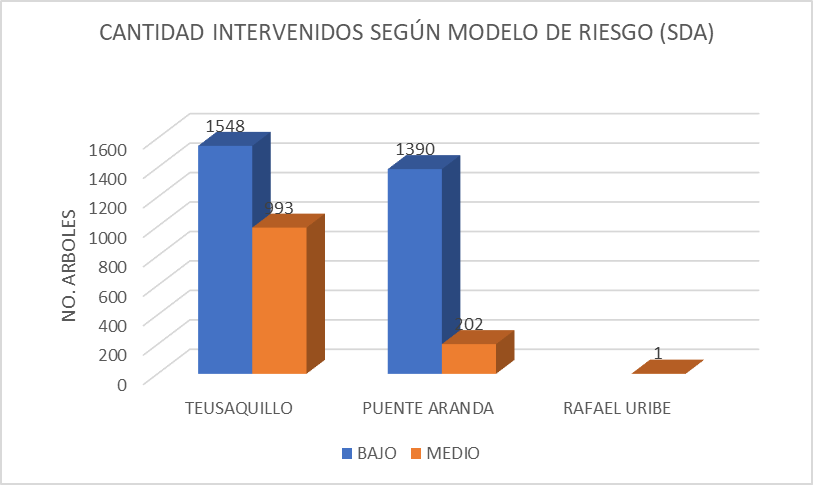 CANTIDAD INTERVENIDOS SEGÚN MODELO DE RIESGO (SDA)
NO. ARBOLES
1600
1400
1200
1000
800
600
400
200
0
1548
993
1390
202
1
TEUSAQUILLO
PUENTE ARANDA
RAFAEL URIBE
BAJO
MEDIO